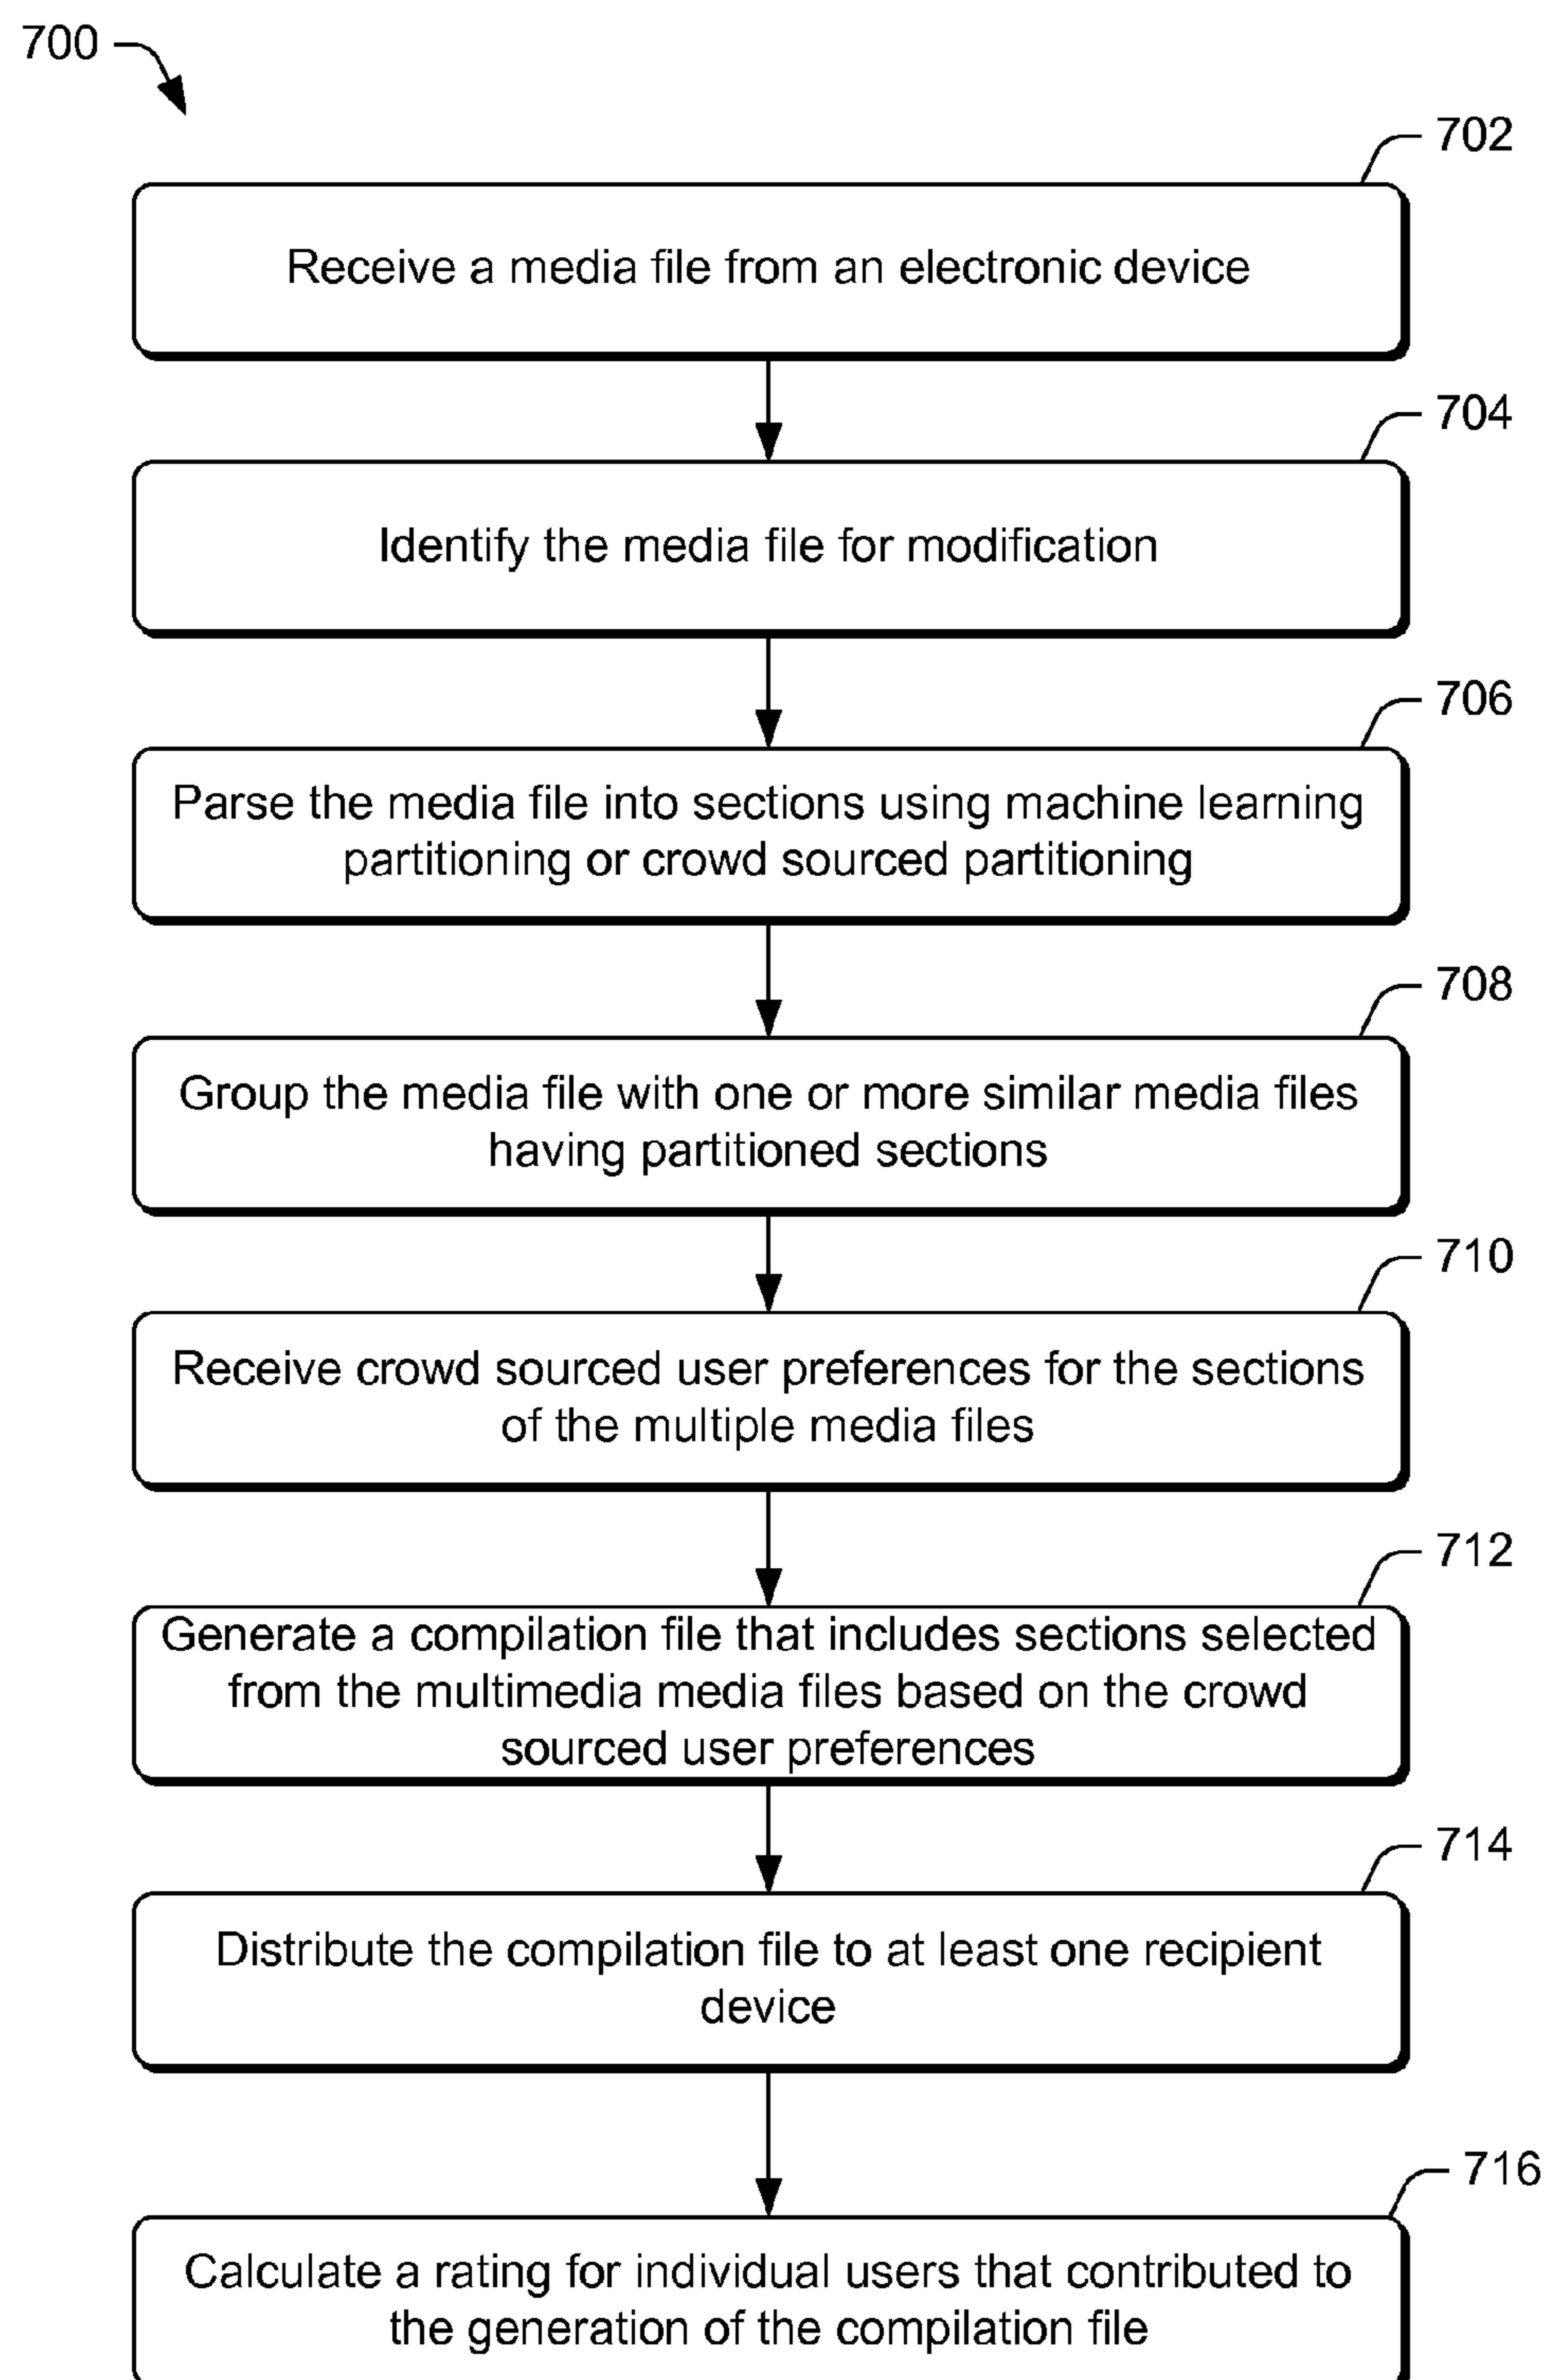 700
702
Receive a media file from an electronic device
704
Identify the media file for modification
706
Parse the media file into sections using machine learning
partitioning or crowd sourced partitioning
708
Group the media file with one or more similar media files
having partitioned sections
710
Receive crowd sourced user preferences for the sections
of the multiple media files
712
Generate a compilation file that includes sections selected
from the multimedia media files based on the crowd
sourced user preferences
714
Distribute the compilation file to at least one recipient
device
716
Calculate a rating for individual users that contributed to
the generation of the compilation file